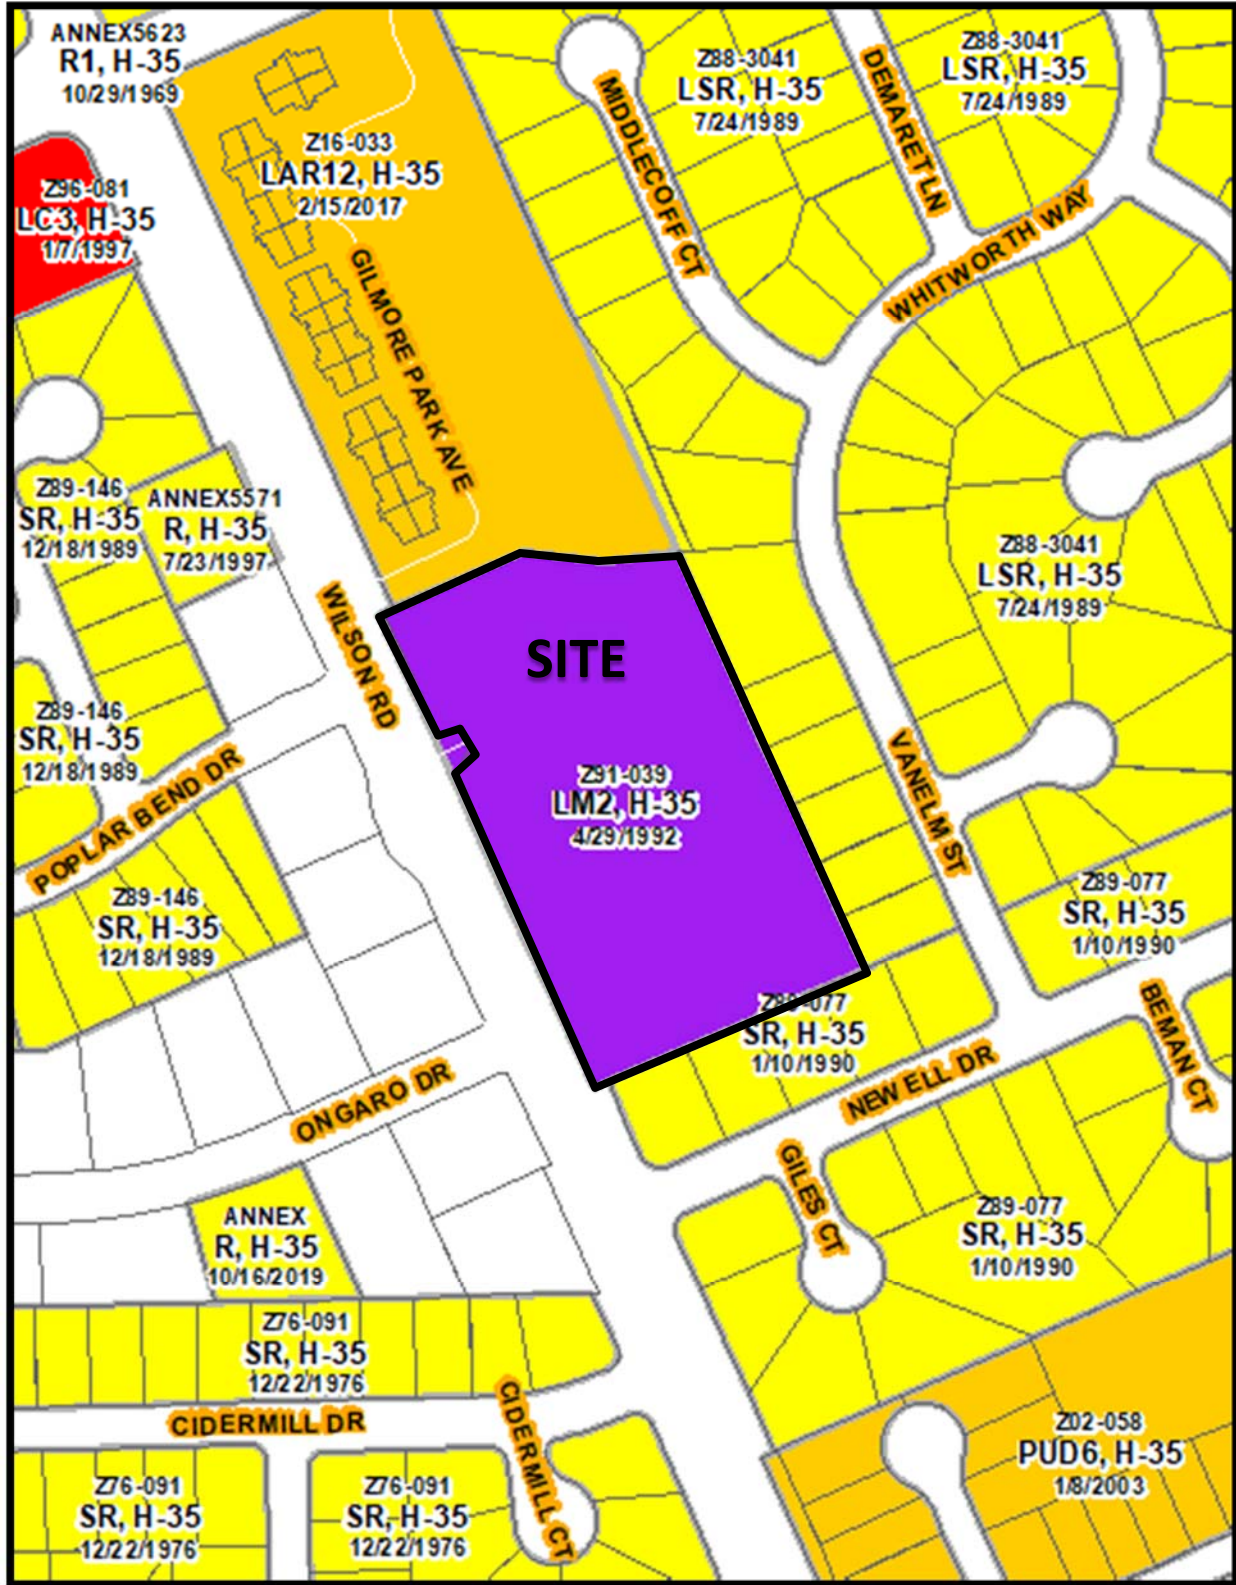 ANNEX5623
R1, H-35
10/29/1969
Z88-3041
LSR, H-35
7/24/1989
Z88-3041
LSR, H-35
7/24/1989
DEMARET LN
MIDDLECOFF CT
Z16-033
LAR12, H-35
2/15/2017
Z96-081
LC3, H-35
1/7/1997
WHITWORTH WAY
GILMORE PARK AVE
Z89-146
SR, H-35
12/18/1989
ANNEX5571
R, H-35
7/23/1997
Z88-3041
LSR, H-35
7/24/1989
WILSON RD
SITE
Z89-146
SR, H-35
12/18/1989
POPLAR BEND DR
Z91-039
LM2, H-35
4/29/1992
VANELM ST
Z89-146
SR, H-35
12/18/1989
Z89-077
SR, H-35
1/10/1990
Z89-077
SR, H-35
1/10/1990
BEMAN CT
NEWELL DR
ONGARO DR
GILES CT
ANNEX
R, H-35
10/16/2019
Z89-077
SR, H-35
1/10/1990
Z76-091
SR, H-35
12/22/1976
CIDERMILL DR
CIDERMILL CT
Z02-058
PUD6, H-35
1/8/2003
Z76-091
SR, H-35
12/22/1976
Z76-091
SR, H-35
12/22/1976